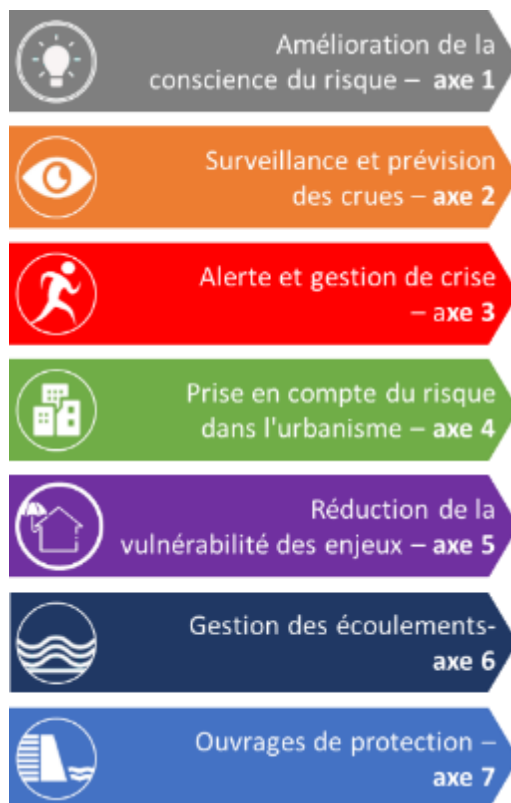 Amélioration de la
conscience du risque – axe 1
Surveillance et prévision
des crues – axe 2
Alerte et gestion de crise
– axe 3
Prise en compte du risque
dans l'urbanisme – axe 4
Réduction de la
vulnérabilité des enjeux – axe 5
Gestion des écoulements-
axe 6
Ouvrages de protection –
axe 7